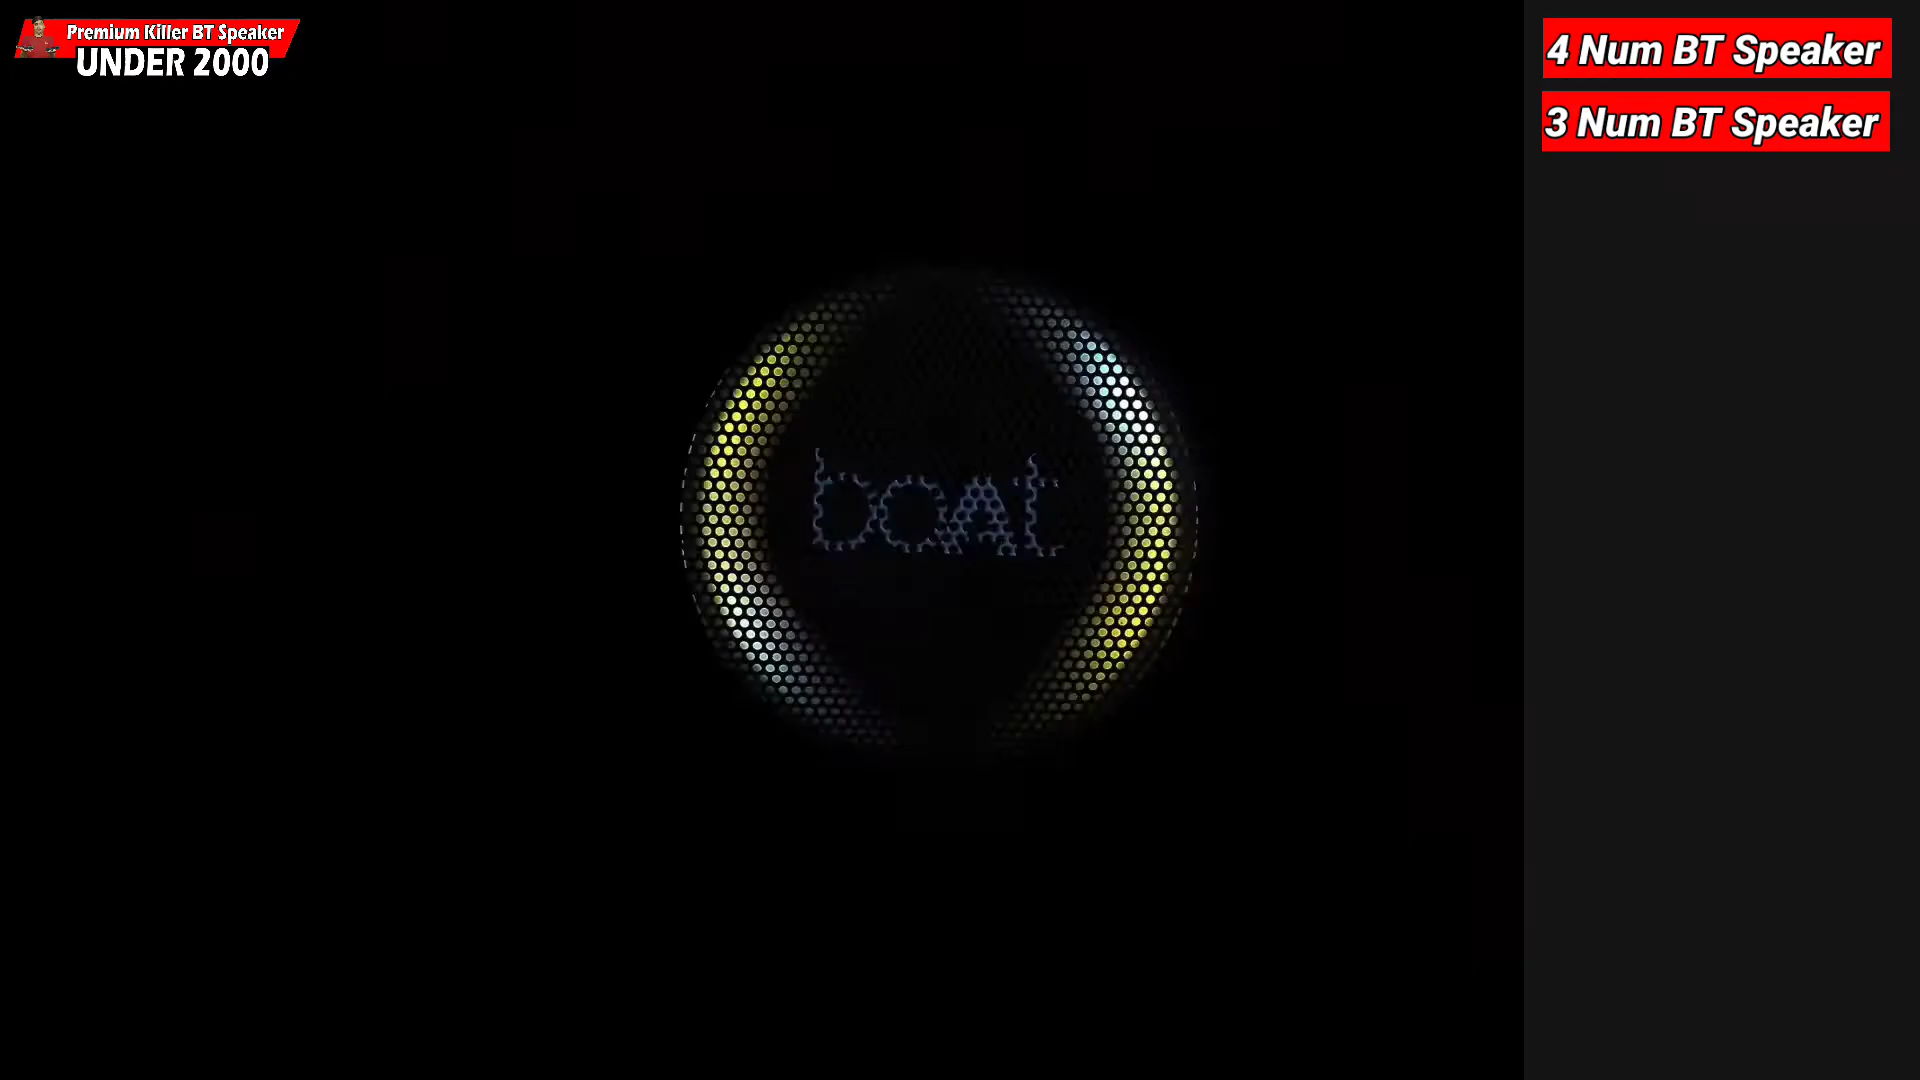 Premium Killer BT Speaker
UNDER 2000
4 Num BT Speaker
3 Num BT Speaker
boAt